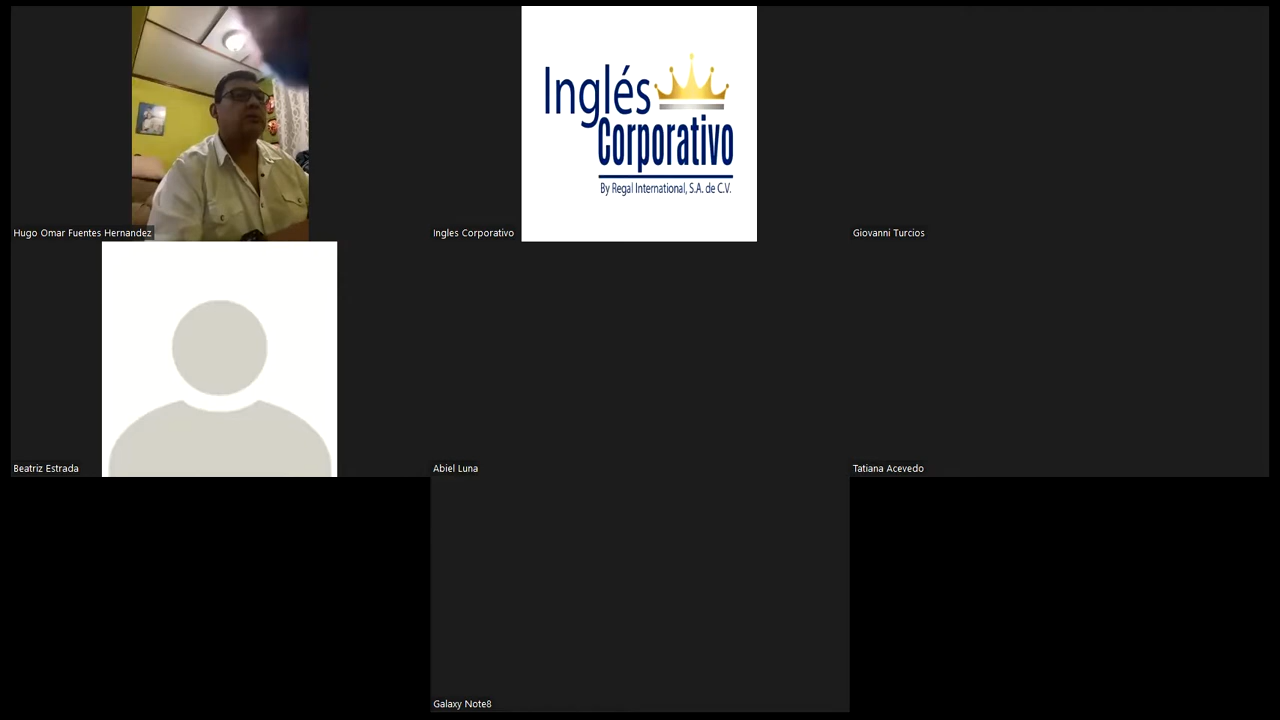 Inglés
Corporativo
By Regal International, S.A. de C.V.
Hugo Omar Fuentes Hernandez
Ingles Corporativo
Giovanni Turcios
Beatriz Estrada
Abiel Luna
Tatiana Acevedo
Galaxy Note8